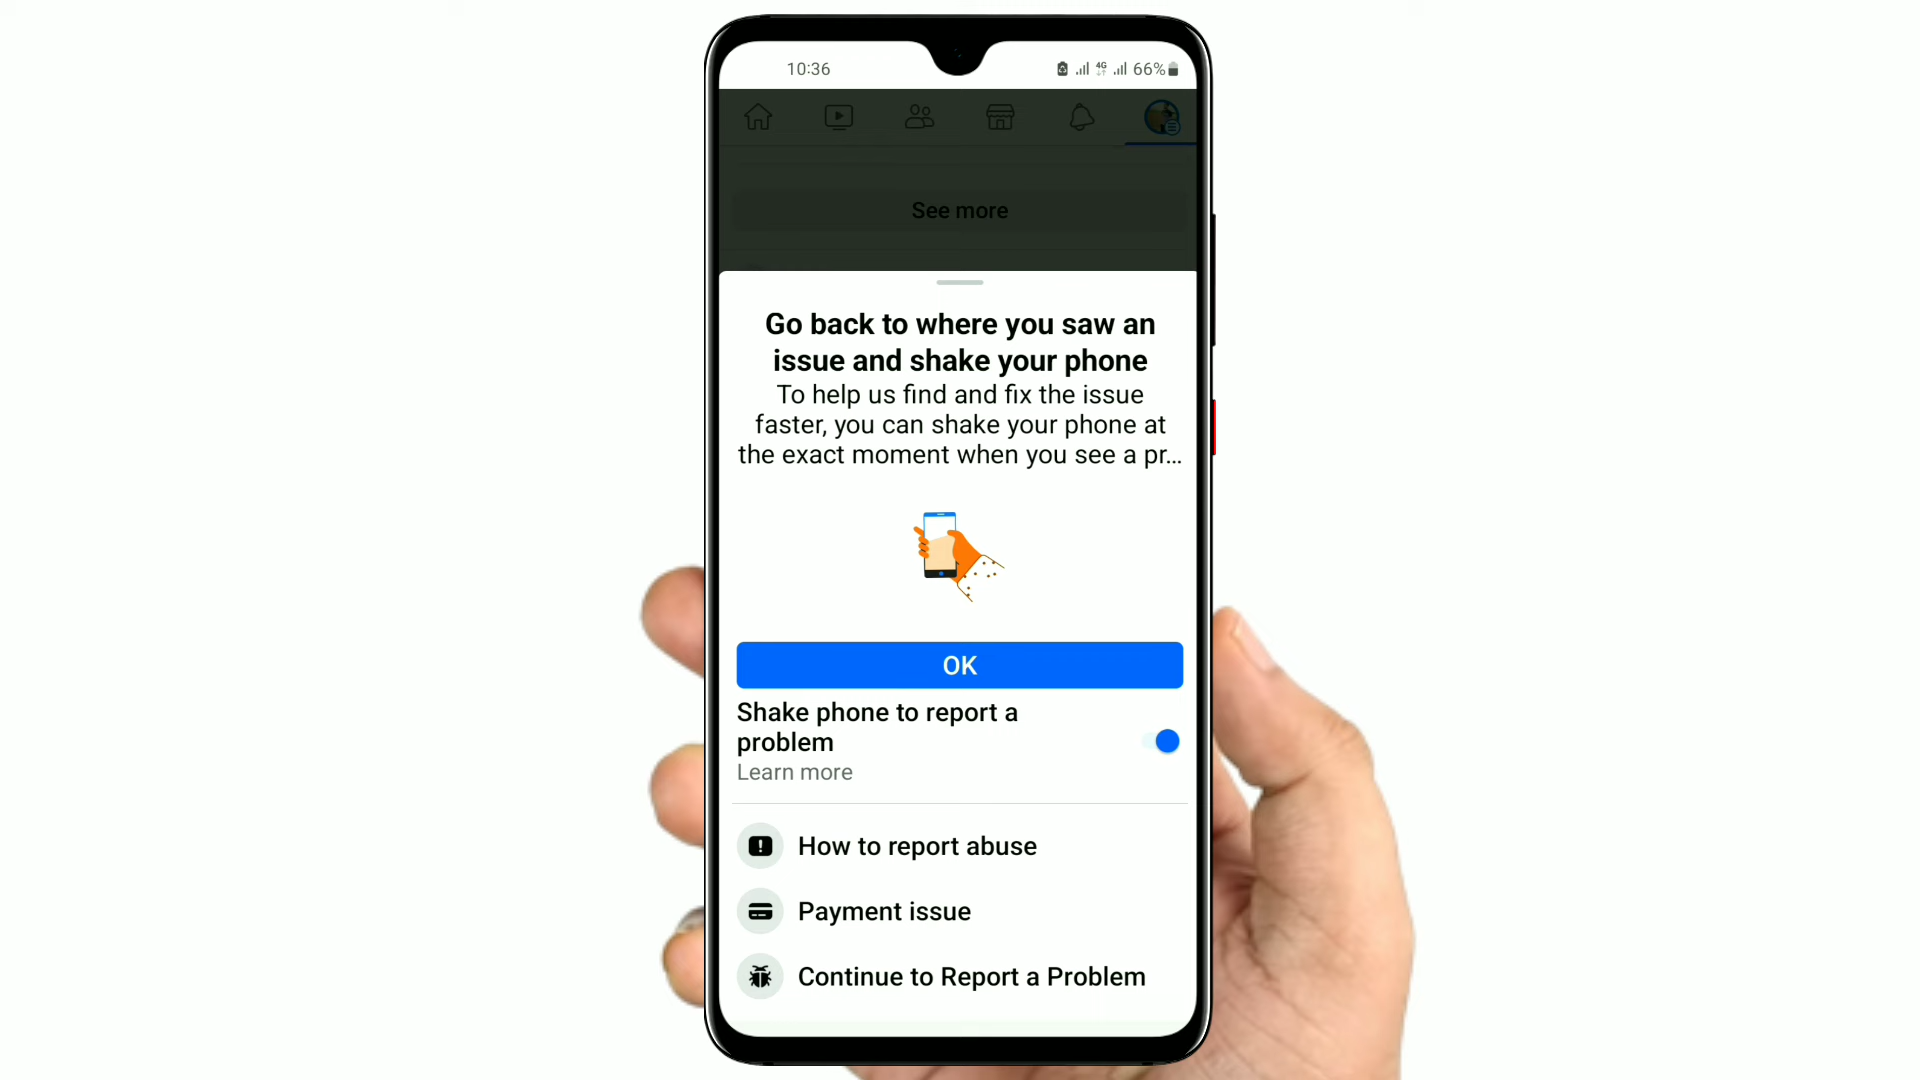 10:36
4G
66%
See more
Go back to where you saw an
issue and shake your phone
To help us find and fix the issue
faster, you can shake your phone at
the exact moment when you see a pr...
OK
Shake phone to report a
problem
Learn more
How to report abuse
Payment issue
Continue to Report a Problem